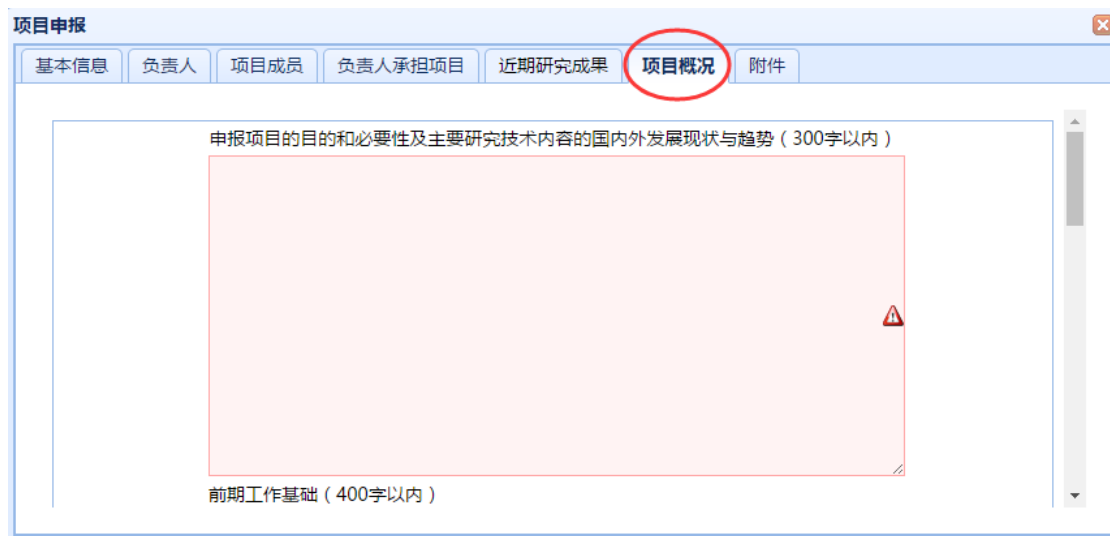 项目申报
基本信息 负责人 项目成员 负责人承担项目 近期研究成果 项目概况 附件
申报项目的目的和必要性及主要研究技术内容的国内外发展现状与趋势（300字以内）
前期工作基础（400字以内）